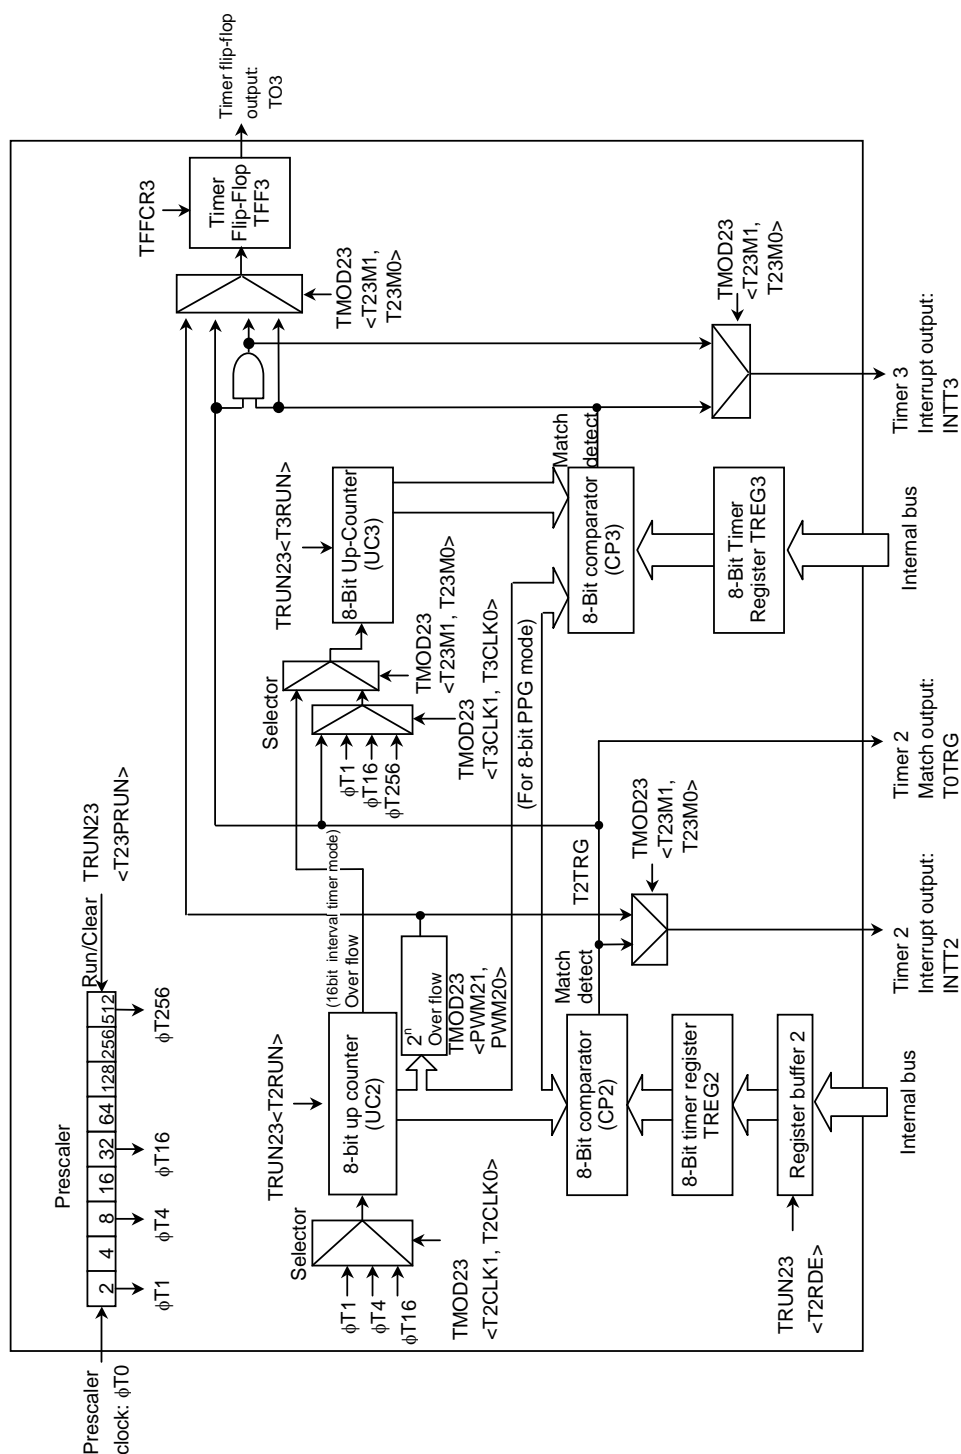 Prescaler
clock: ϕT0
Prescaler
2
4
8
16
32
64
128
256
512
Run/Clear
TRUN23
<T23PRUN>
ϕT1
ϕT4
ϕT16
ϕT256
Selector
ϕT1
ϕT4
ϕT16
TMOD23
<T2CLK1, T2CLK0>
TRUN23<T2RUN>
8-bit up counter
(UC2)
(16bit interval timer mode)
Over flow
2n
Over flow
TMOD23
<PWM21,
PWM20>
Selector
ϕT1
ϕT16
ϕT256
TMOD23
<T23M1, T23M0>
TMOD23
<T3CLK1, T3CLK0>
TRUN23<T3RUN>
8-Bit Up-Counter
(UC3)
(For 8-bit PPG mode)
TFFCR3
Timer
Flip-Flop
TFF3
Timer flip-flop
output:
TO3
TMOD23
<T23M1,
T23M0>
8-Bit comparator
(CP2)
Match
detect
T2TRG
8-Bit timer register
TREG2
Register buffer 2
TRUN23
<T2RDE>
TMOD23
<T23M1,
T23M0>
8-Bit comparator
(CP3)
Match
detect
8-Bit Timer
Register TREG3
TMOD23
<T23M1,
T23M0>
Internal bus
Timer 2
Interrupt output:
INTT2
Timer 2
Match output:
T0TRG
Internal bus
Timer 3
Interrupt output:
INTT3